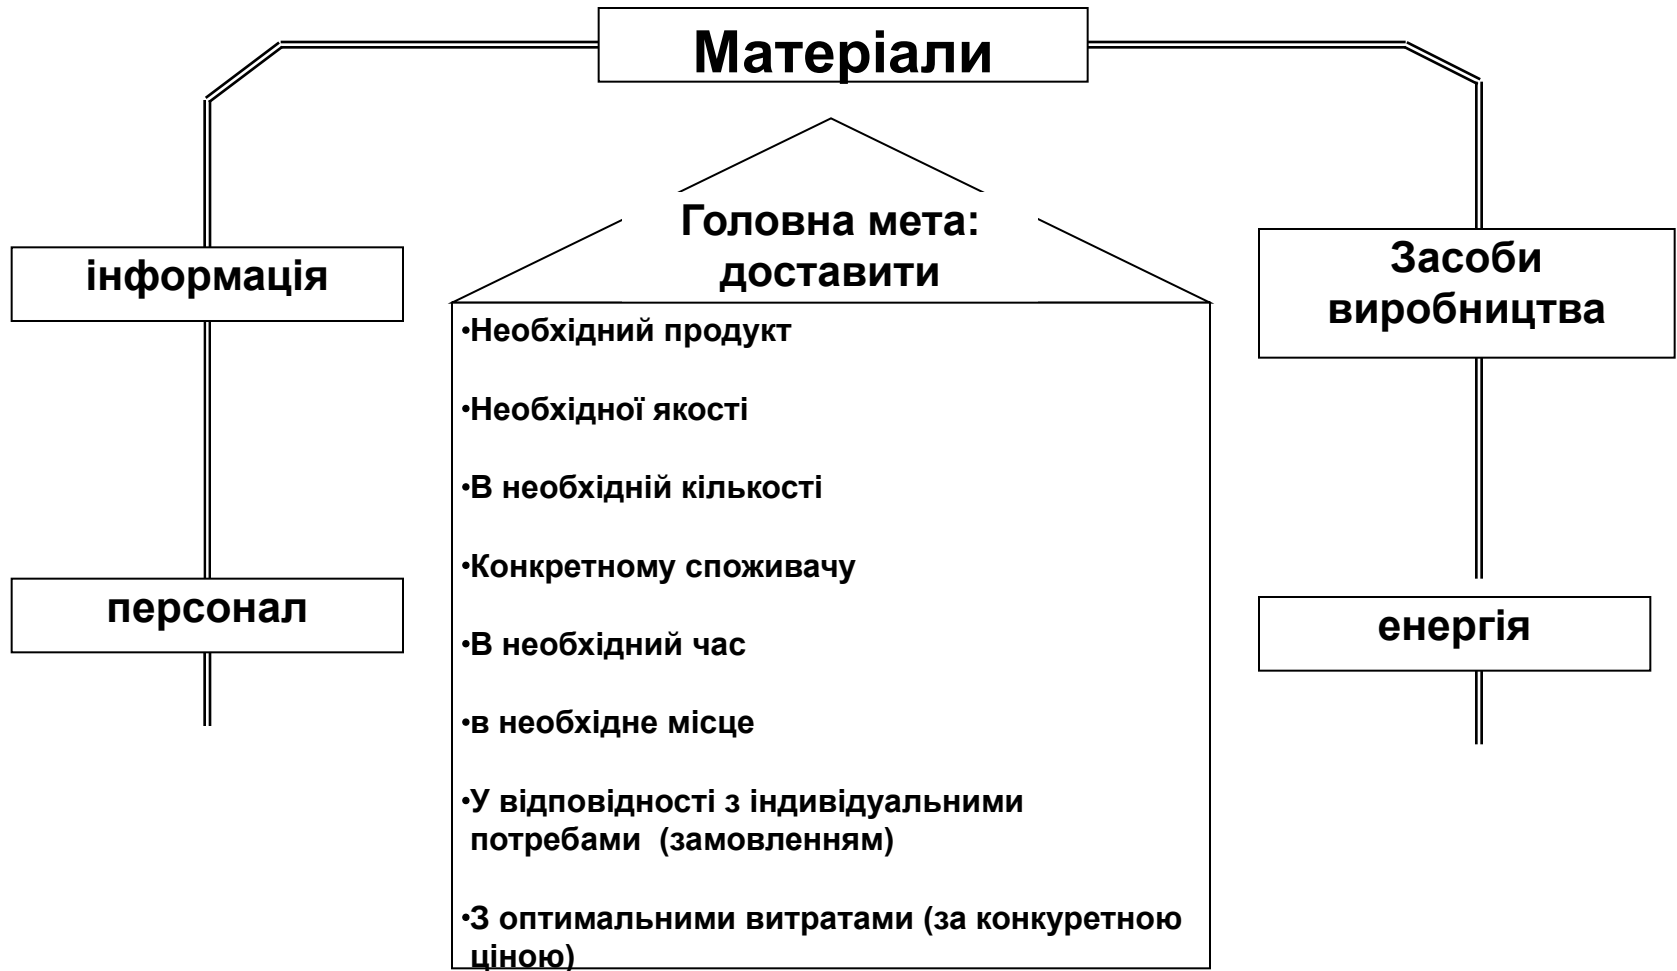 Матеріали
Головна мета:
доставити
інформація
Засоби
виробництва
•Необхідний продукт
•Необхідної якості
•В необхідній кількості
•Конкретному споживачу
персонал
енергія
•В необхідний час
•в необхідне місце
•У відповідності з індивідуальними
потребами (замовленням)
•З оптимальними витратами (за конкуретною
ціною)